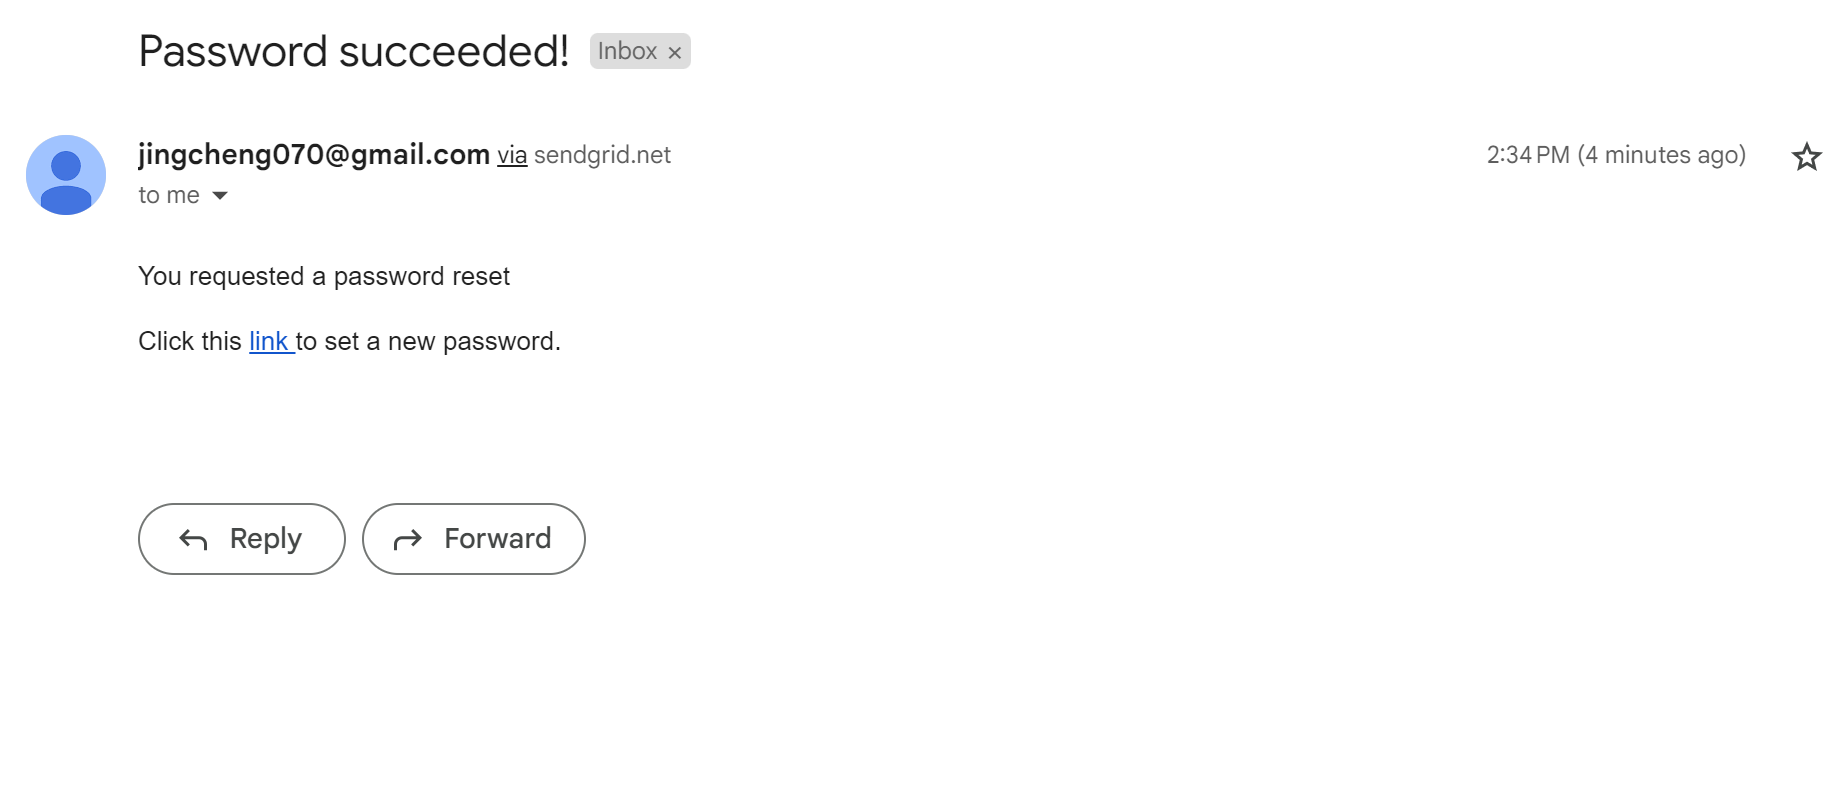 Password succeeded! Inbox ×
jingcheng070@gmail.com via sendgrid.net 2:34 PM (4 minutes ago)
to me
You requested a password reset
Click this link to set a new password.
Reply Forward